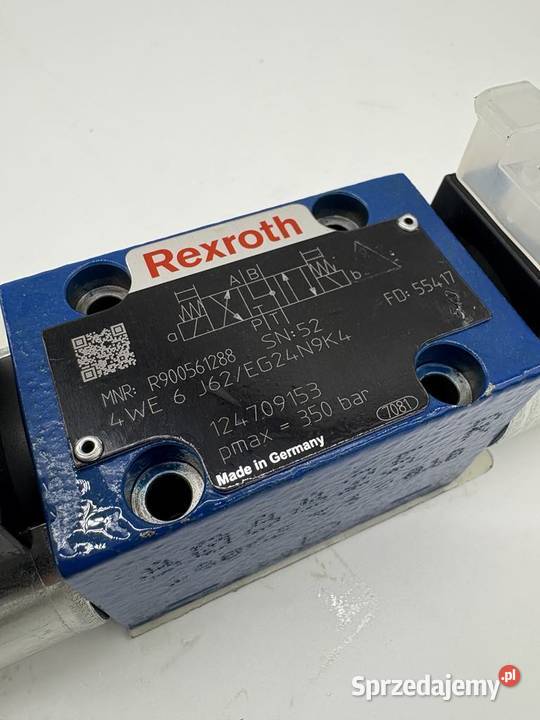 Rexroth
A B
a
b
P T
MNR: R900561288
SN:52
FD: 55417
4WE 6 J62/EG24N9K4
124709153
pmax = 350 bar
7081
Made in Germany
Sprzedajemy.pl